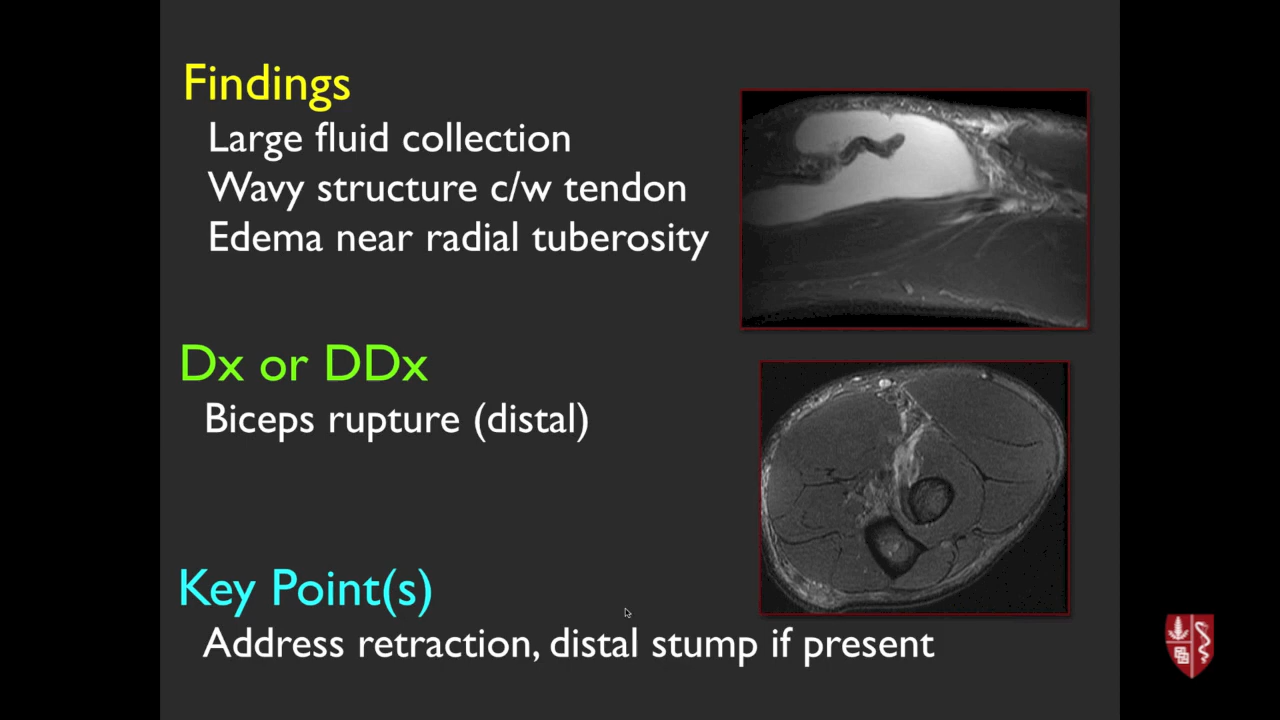 Findings
Large fluid collection
Wavy structure c/w tendon
Edema near radial tuberosity
Dx or DDx
Biceps rupture (distal)
Key Point(s)
Address retraction, distal stump if present